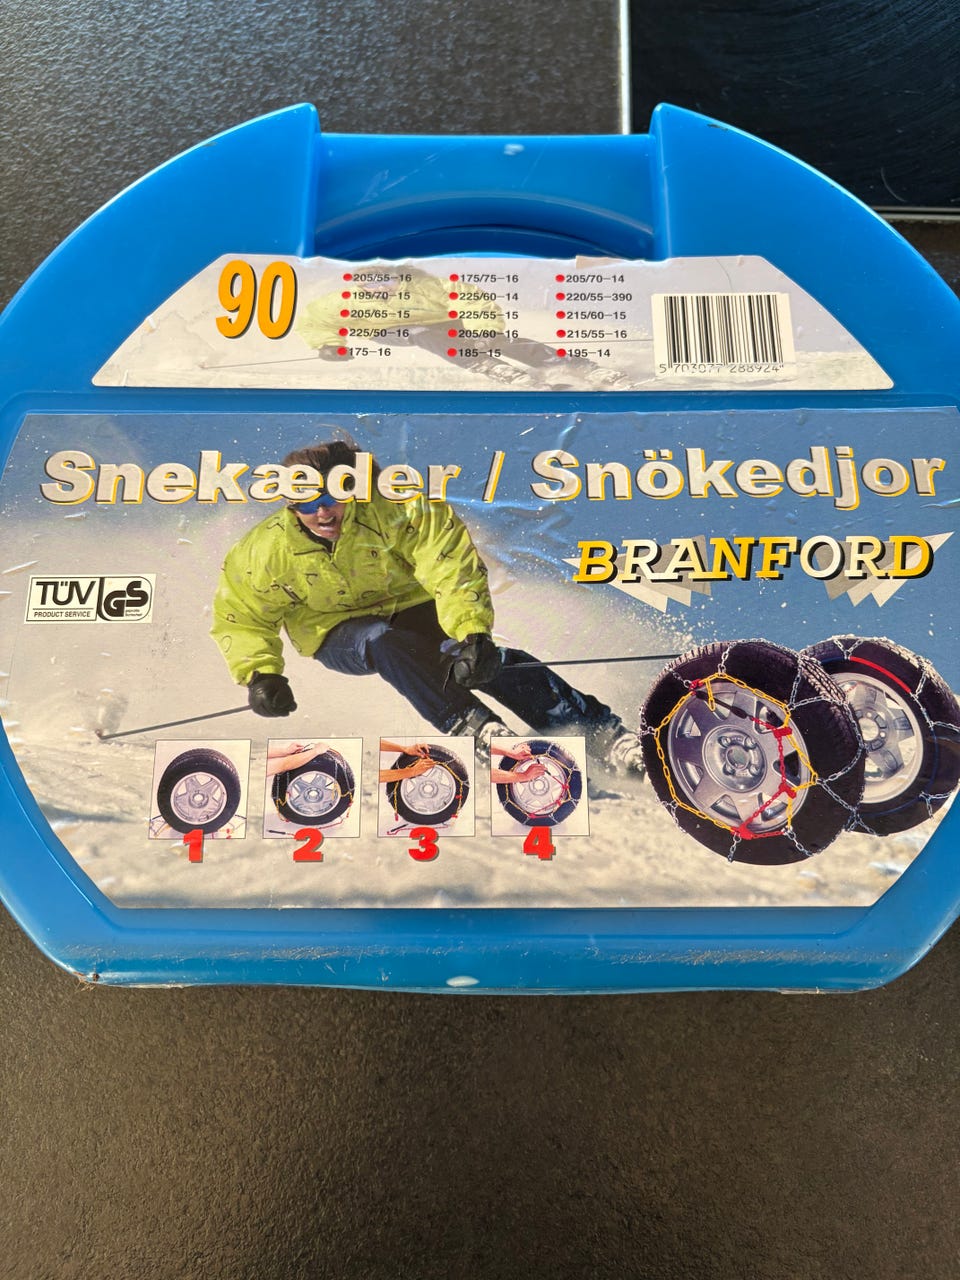 90
205/55–16 175/75–16 205/70–14
195/70–15 225/60–14 220/55–390
205/65–15 225/55–15 215/60–15
225/50–16 205/60–16 215/55–16
175–16 185–15 195–14
5 703077 288924
Snekæder / Snökedjor
BRANFORD
TÜV GS
PRODUCT SERVICE
1 2 3 4